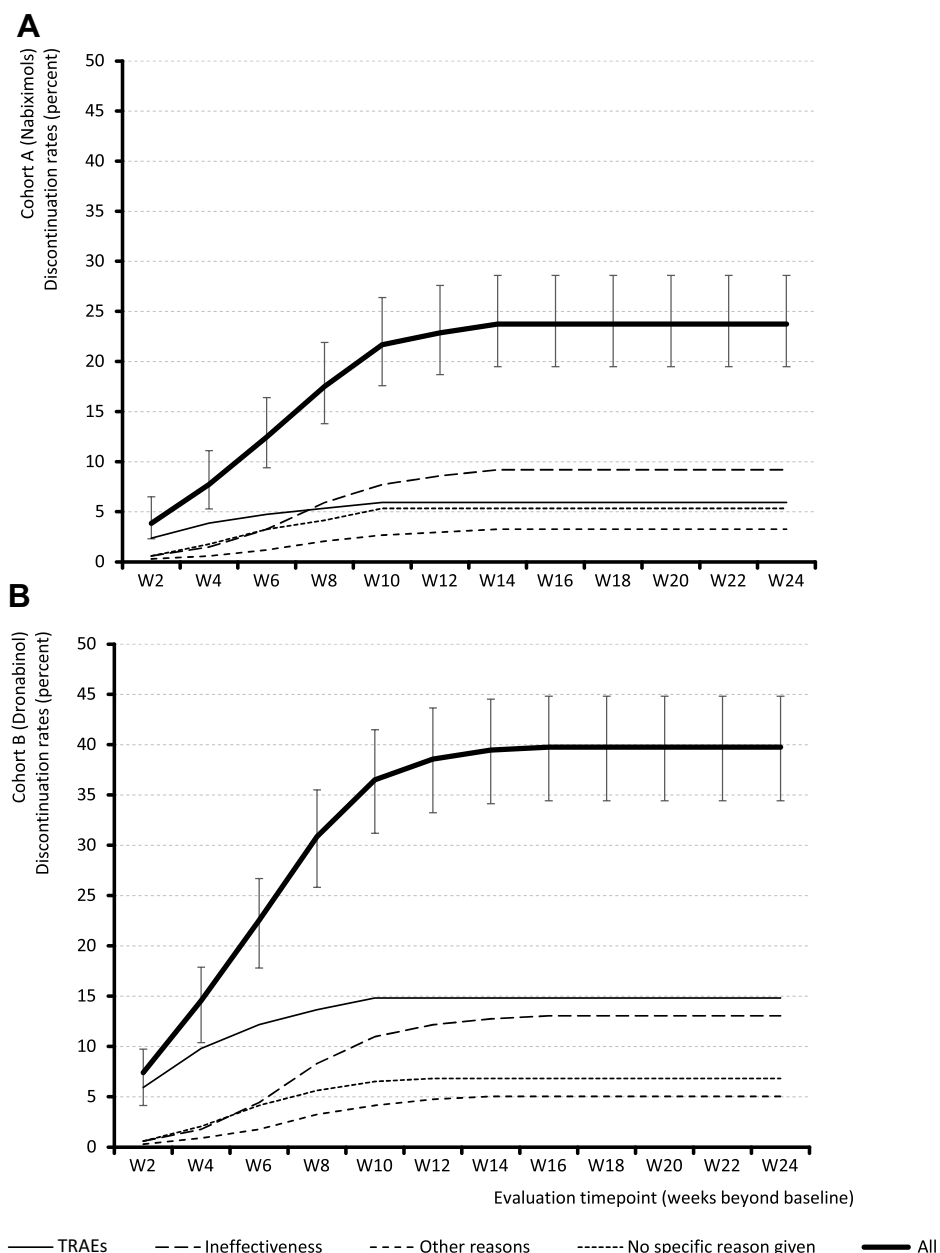 A
Cohort A (Nabiximols)
Discontinuation rates (percent)
50
45
40
35
30
25
20
15
10
5
0
W2 W4 W6 W8 W10 W12 W14 W16 W18 W20 W22 W24
B
Cohort B (Dronabinol)
Discontinuation rates (percent)
50
45
40
35
30
25
20
15
10
5
0
W2 W4 W6 W8 W10 W12 W14 W16 W18 W20 W22 W24
Evaluation timepoint (weeks beyond baseline)
TRAEs Ineffectiveness Other reasons No specific reason given All